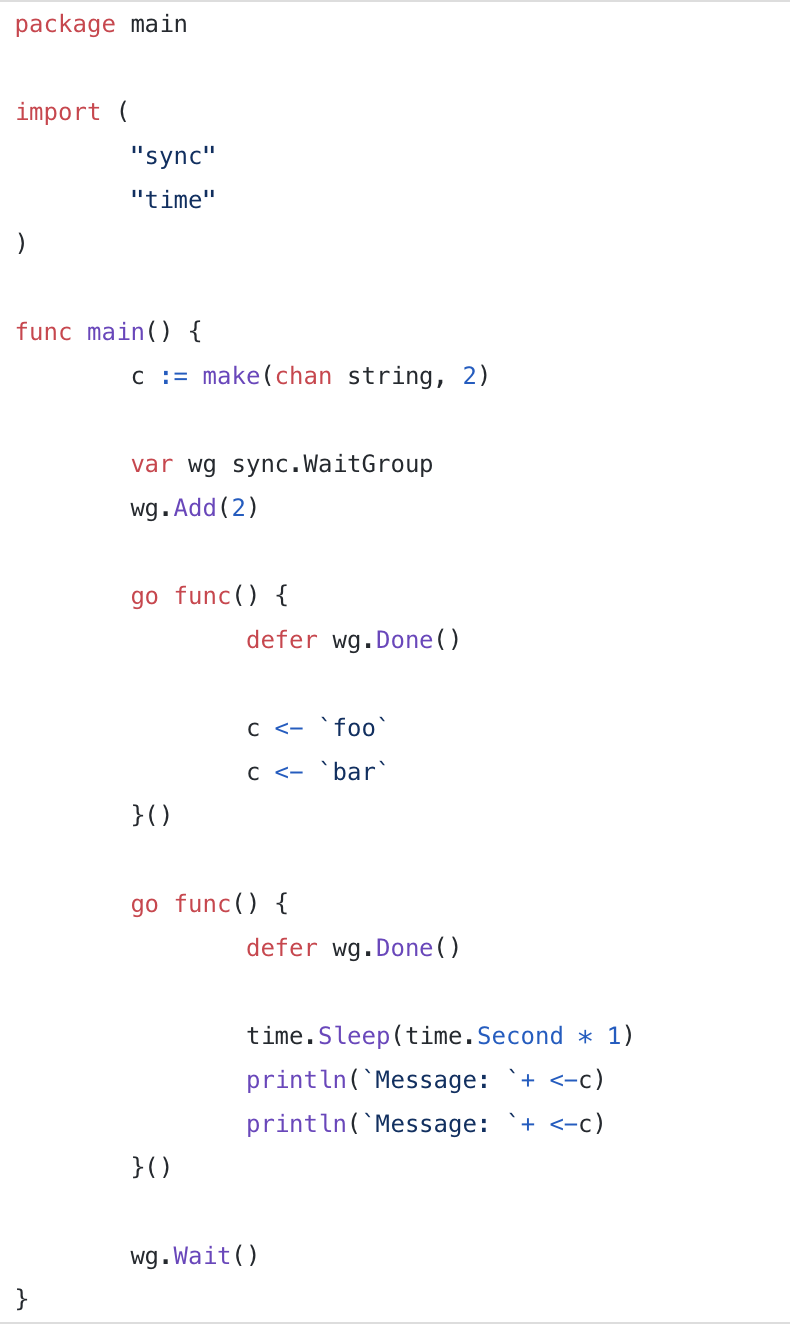 package main
import (
"sync"
"time"
)
func main() {
c := make(chan string, 2)
var wg sync.WaitGroup
wg.Add(2)
go func() {
defer wg.Done()
c <- `foo`
c <- `bar`
}()
go func() {
defer wg.Done()
time.Sleep(time.Second * 1)
println(`Message: `+ <-c)
println(`Message: `+ <-c)
}()
wg.Wait()
}